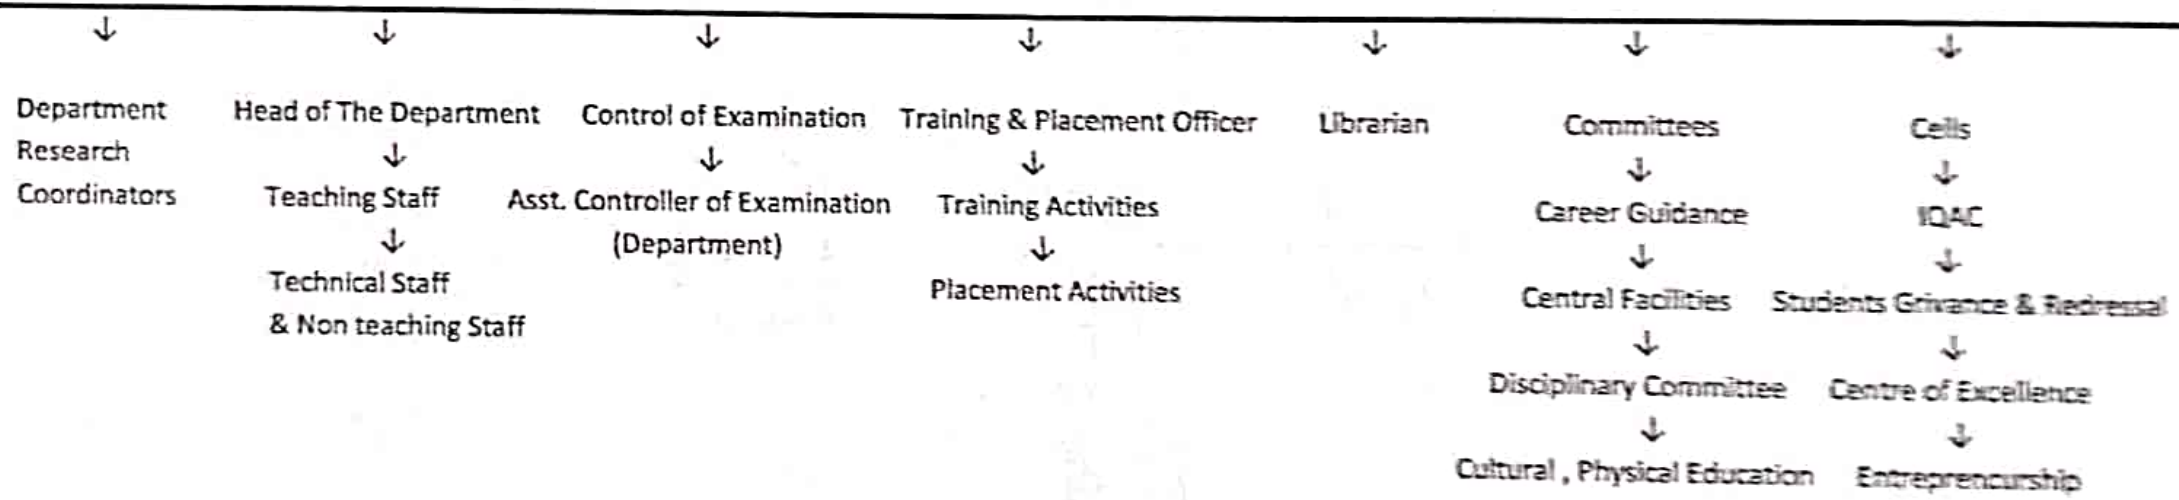 Department
Research
Coordinators
Head of The Department
Teaching Staff
Technical Staff
& Non teaching Staff
Control of Examination
Asst. Controller of Examination
(Department)
Training & Placement Officer
Training Activities
Placement Activities
Librarian
Committees
Career Guidance
Central Facilities
Disciplinary Committee
Cultural , Physical Education
Cells
IQAC
Students Grivance & Redressal
Centre of Excellence
Entreprencurship